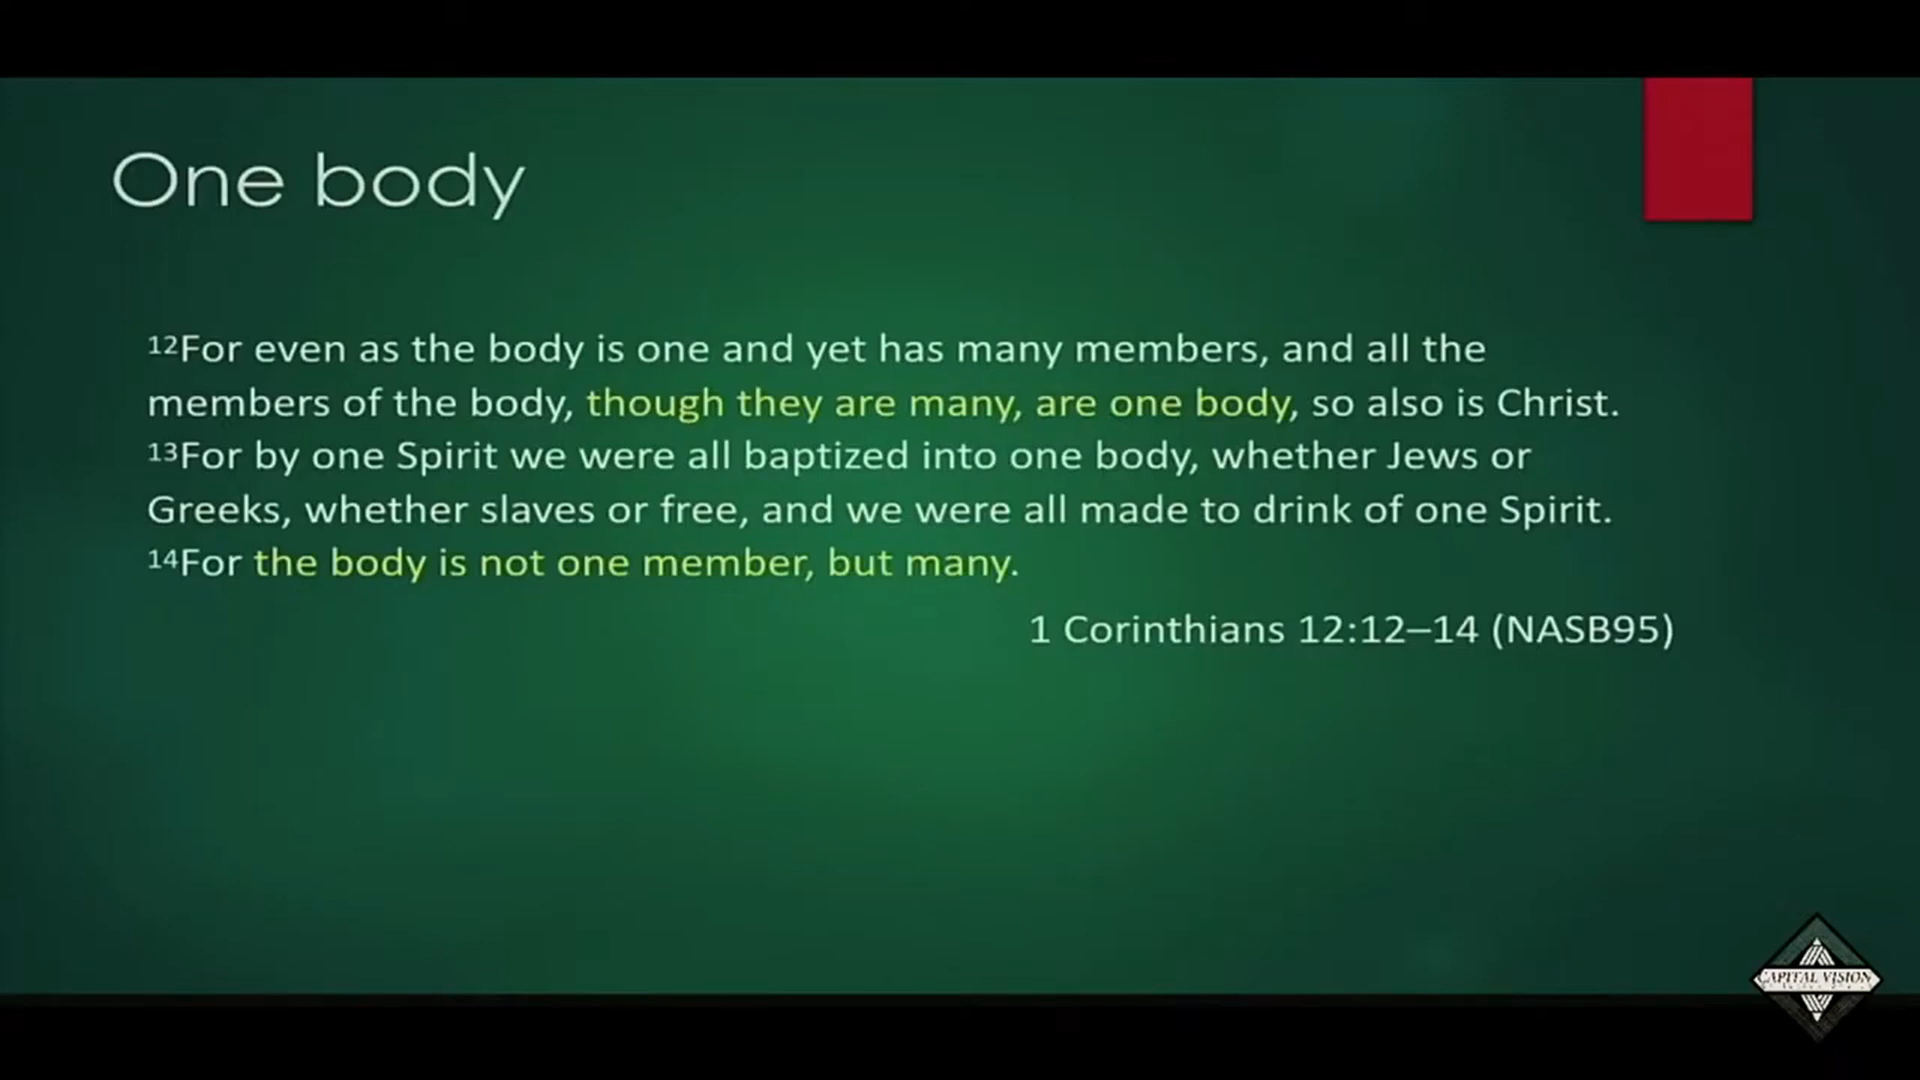 One body
¹²For even as the body is one and yet has many members, and all the
members of the body, though they are many, are one body, so also is Christ.
¹³For by one Spirit we were all baptized into one body, whether Jews or
Greeks, whether slaves or free, and we were all made to drink of one Spirit.
¹⁴For the body is not one member, but many.
1 Corinthians 12:12–14 (NASB95)
CAPITAL VISION